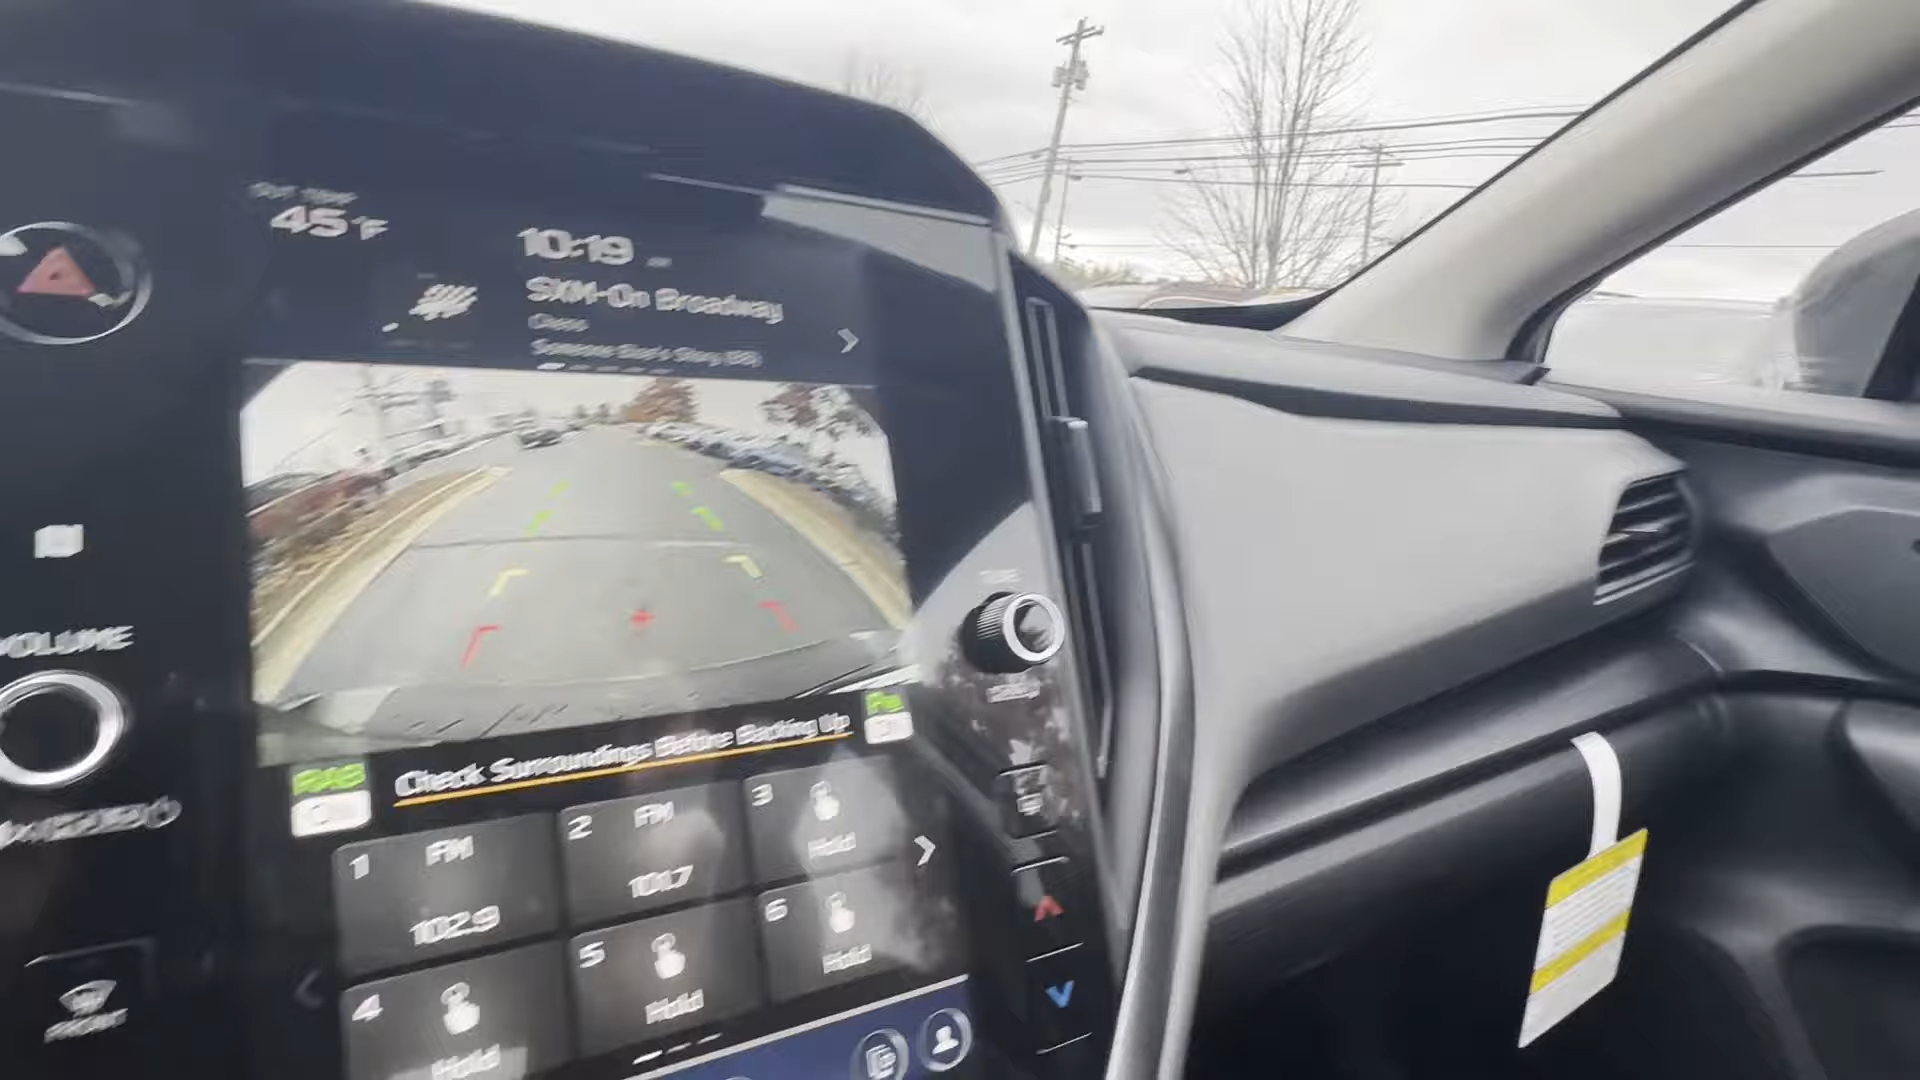 45°F
10:19
SXM-On Broadway
VOLUME
Check Surroundings Before Backing Up
RAB
1 FM
102.9
2 FM
101.7
3
Hold
4
Hold
5
Hold
6
Hold
FRONT